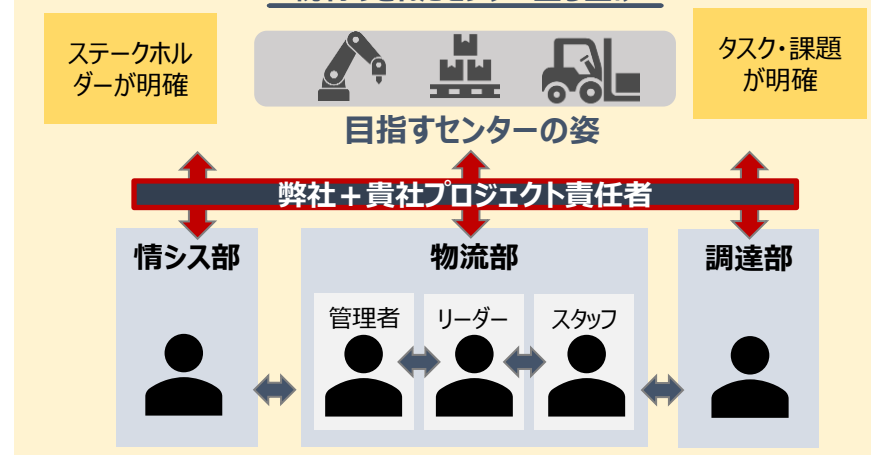 ステークホル
ダーが明確
タスク・課題
が明確
目指すセンターの姿
弊社＋貴社プロジェクト責任者
情シス部
物流部
調達部
管理者
リーダー
スタッフ